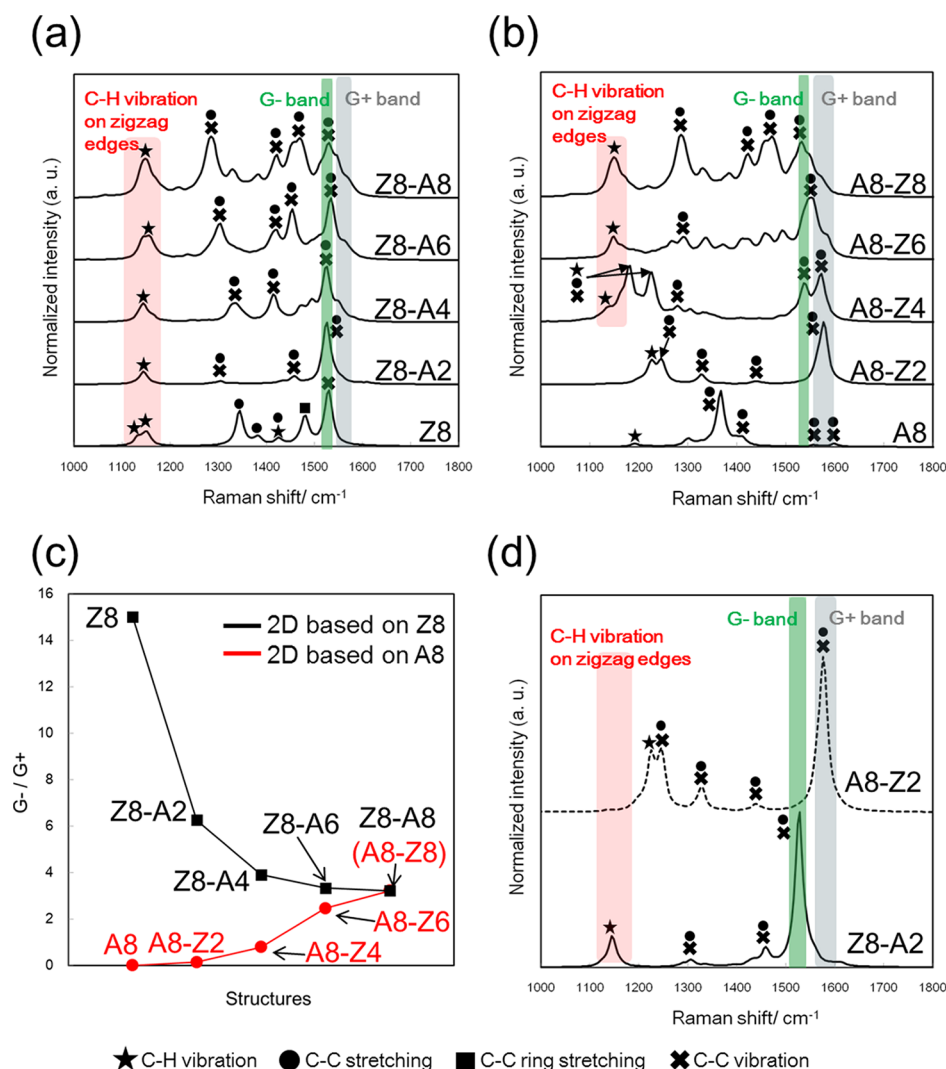 (a)
C-H vibration
on zigzag
edges
G- band
G+ band
Z8-A8
Z8-A6
Z8-A4
Z8-A2
Z8
Normalized intensity (a. u.)
1000 1100 1200 1300 1400 1500 1600 1700 1800
Raman shift/ cm-1
(b)
C-H vibration
on zigzag
edges
G- band
G+ band
A8-Z8
A8-Z6
A8-Z4
A8-Z2
A8
Normalized intensity (a. u.)
1000 1100 1200 1300 1400 1500 1600 1700 1800
Raman shift/ cm-1
(c)
16
14
12
10
8
6
4
2
0
G- / G+
Z8
2D based on Z8
2D based on A8
Z8-A2
Z8-A4
Z8-A6
Z8-A8
(A8-Z8)
A8
A8-Z2
A8-Z4
A8-Z6
Structures
(d)
C-H vibration
on zigzag edges
G- band
G+ band
A8-Z2
Z8-A2
Normalized intensity (a. u.)
1000 1100 1200 1300 1400 1500 1600 1700 1800
Raman shift/ cm-1
C-H vibration C-C stretching C-C ring stretching C-C vibration